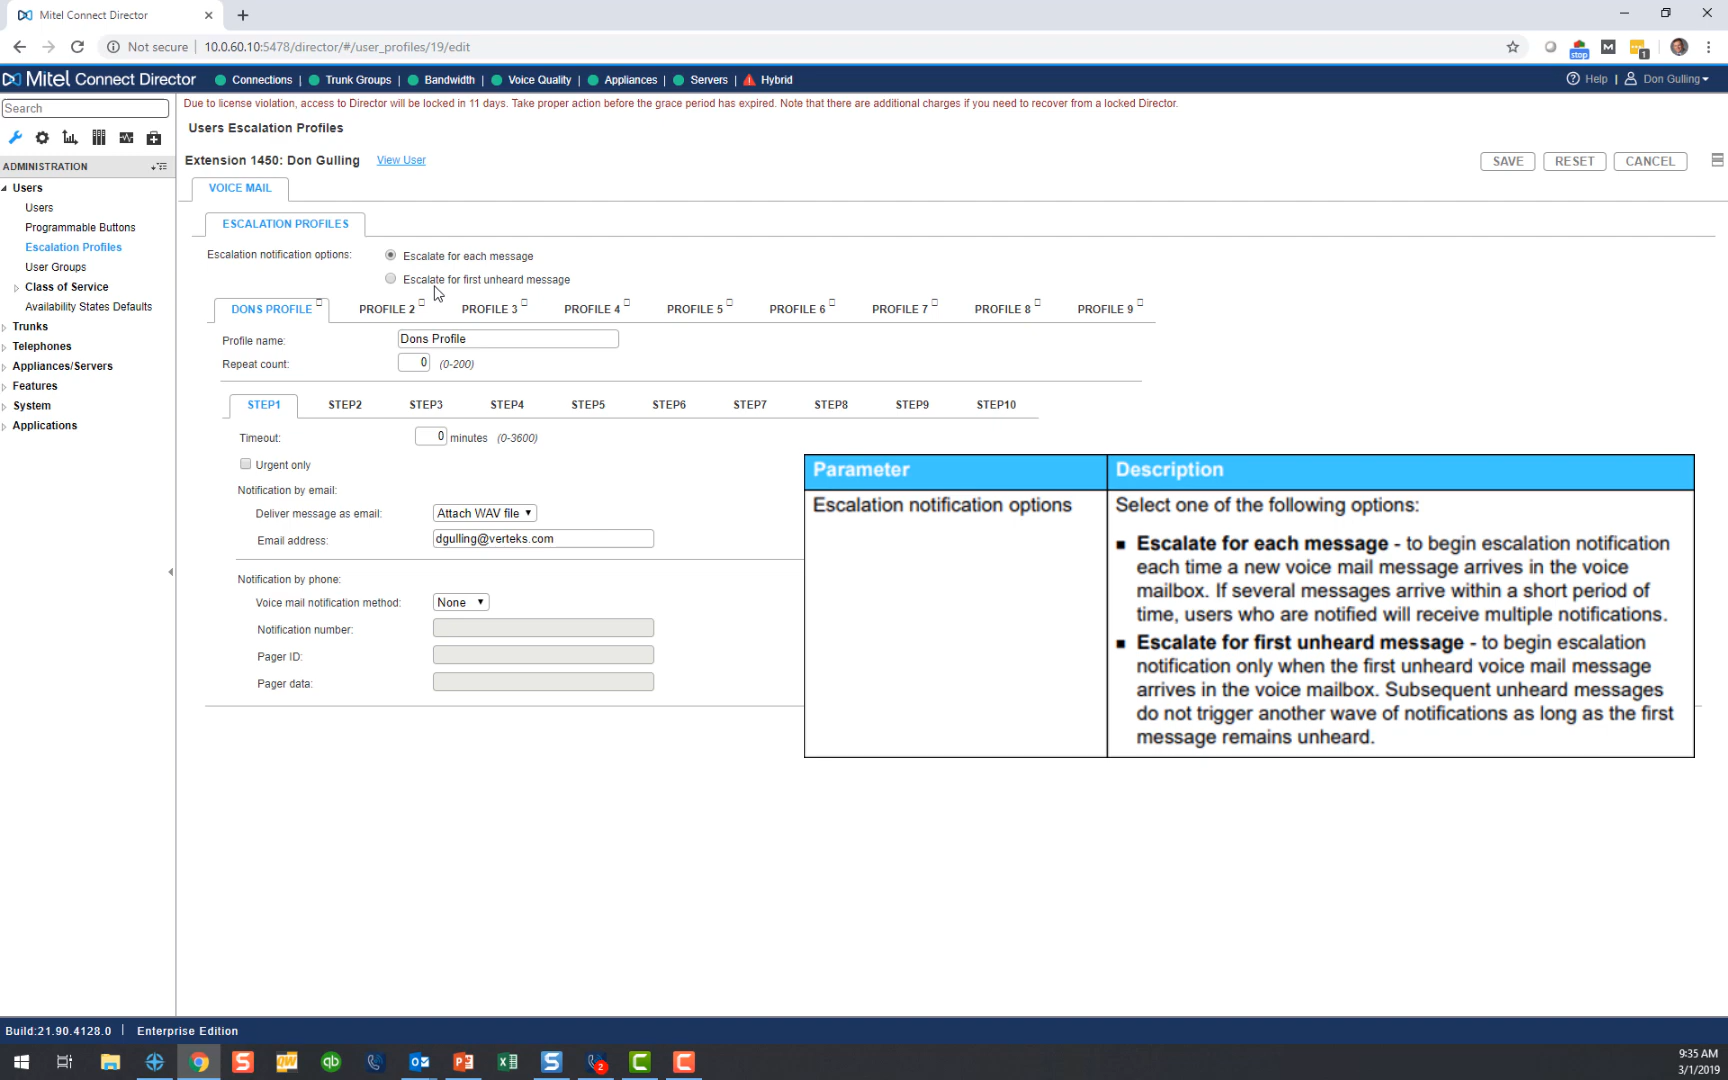 Mitel Connect Director
Not secure | 10.0.60.10:5478/director/#/user_profiles/19/edit
stop
1
Mitel Connect Director Connections | Trunk Groups | Bandwidth | Voice Quality | Appliances | Servers | Hybrid Help | Don Gulling
Search
Due to license violation, access to Director will be locked in 11 days. Take proper action before the grace period has expired. Note that there are additional charges if you need to recover from a locked Director.
Users Escalation Profiles
Extension 1450: Don Gulling View User
SAVE RESET CANCEL
ADMINISTRATION
Users
Users
Programmable Buttons
Escalation Profiles
User Groups
Class of Service
Availability States Defaults
Trunks
Telephones
Appliances/Servers
Features
System
Applications
VOICE MAIL
ESCALATION PROFILES
Escalation notification options: Escalate for each message
Escalate for first unheard message
DONS PROFILE PROFILE 2 PROFILE 3 PROFILE 4 PROFILE 5 PROFILE 6 PROFILE 7 PROFILE 8 PROFILE 9
Profile name: Dons Profile
Repeat count: 0 (0-200)
STEP1 STEP2 STEP3 STEP4 STEP5 STEP6 STEP7 STEP8 STEP9 STEP10
Timeout: 0 minutes (0-3600)
Urgent only
Notification by email:
Deliver message as email: Attach WAV file
Email address: dgulling@verteks.com
Notification by phone:
Voice mail notification method: None
Notification number:
Pager ID:
Pager data:
Parameter Description
Escalation notification options Select one of the following options:
Escalate for each message - to begin escalation notification
each time a new voice mail message arrives in the voice
mailbox. If several messages arrive within a short period of
time, users who are notified will receive multiple notifications.
Escalate for first unheard message - to begin escalation
notification only when the first unheard voice mail message
arrives in the voice mailbox. Subsequent unheard messages
do not trigger another wave of notifications as long as the first
message remains unheard.
Build:21.90.4128.0 | Enterprise Edition
2
9:35 AM
3/1/2019